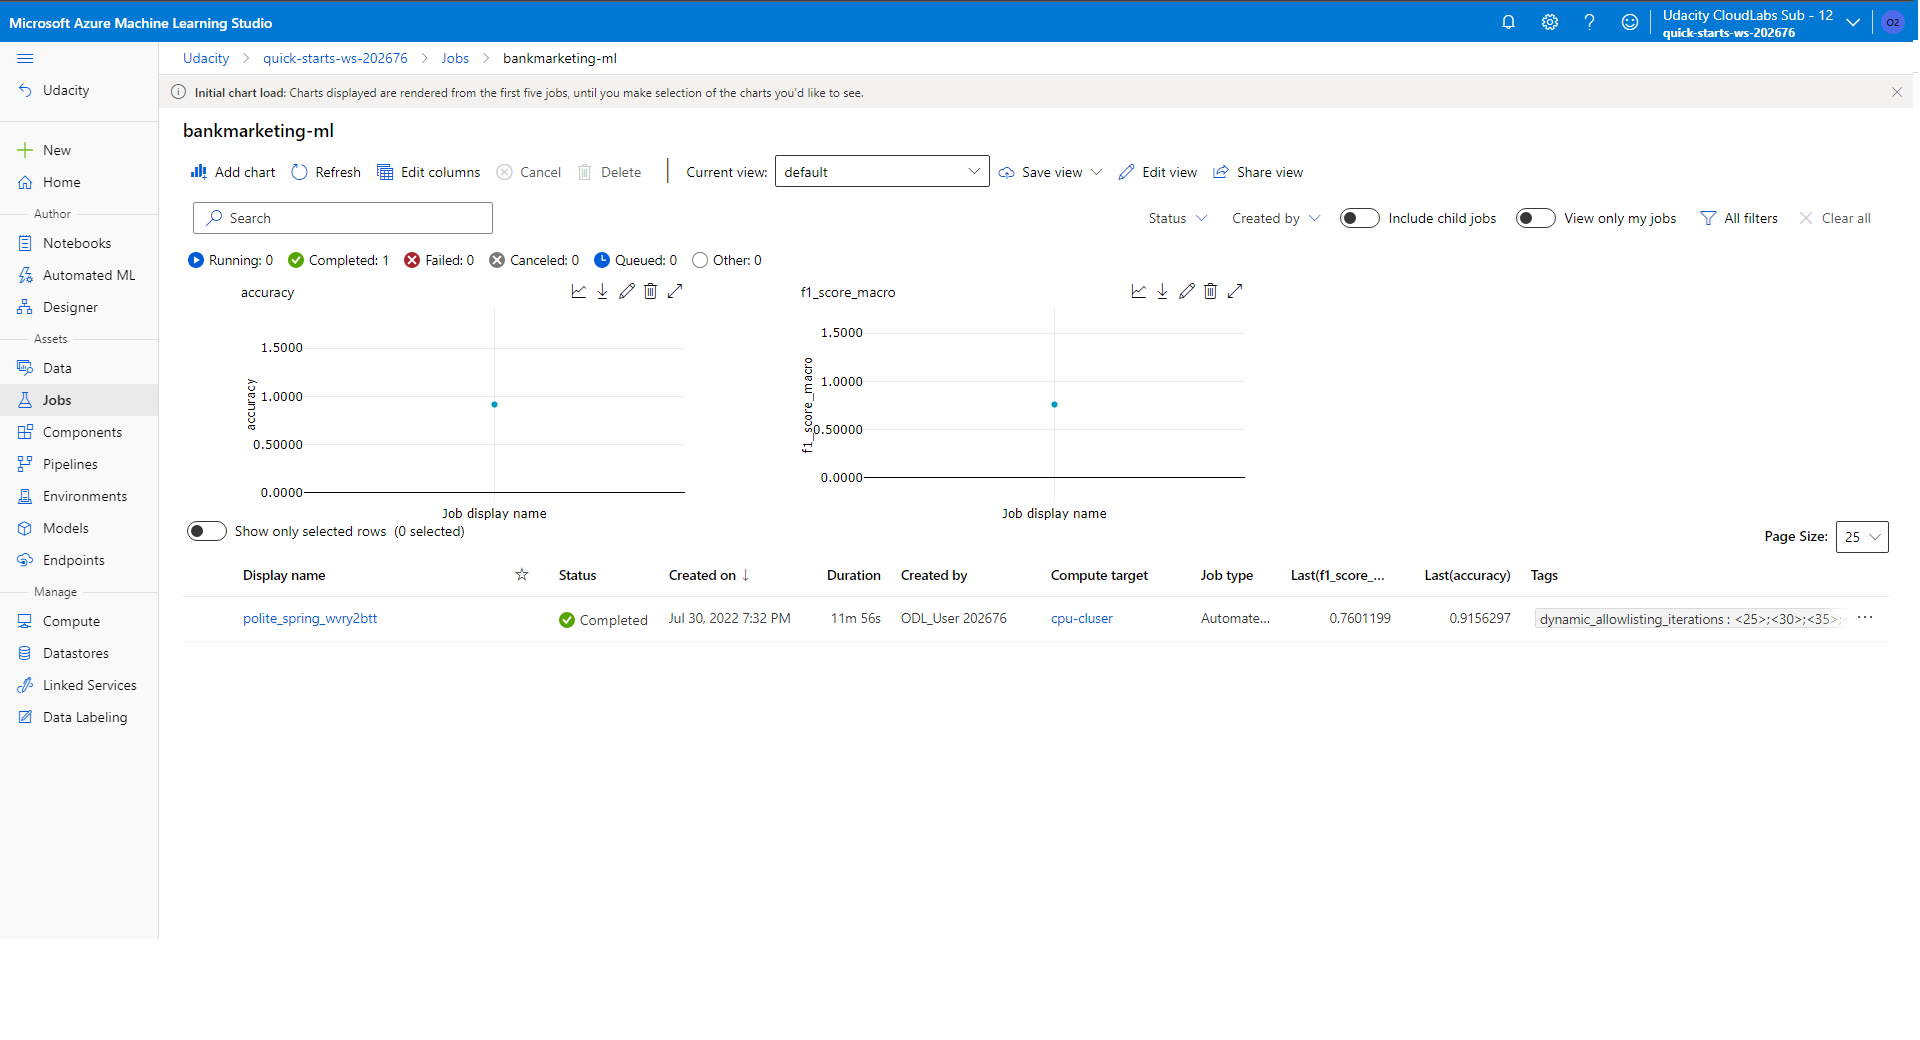 Microsoft Azure Machine Learning Studio
Udacity CloudLabs Sub - 12
quick-starts-ws-202676
O2
Udacity
New
Home
Author
Notebooks
Automated ML
Designer
Assets
Data
Jobs
Components
Pipelines
Environments
Models
Endpoints
Manage
Compute
Datastores
Linked Services
Data Labeling
Udacity > quick-starts-ws-202676 > Jobs > bankmarketing-ml
Initial chart load: Charts displayed are rendered from the first five jobs, until you make selection of the charts you'd like to see.
bankmarketing-ml
Add chart Refresh Edit columns Cancel Delete Current view: default Save view Edit view Share view
Search Status Created by Include child jobs View only my jobs All filters Clear all
Running: 0 Completed: 1 Failed: 0 Canceled: 0 Queued: 0 Other: 0
accuracy
accuracy
1.5000
1.0000
0.50000
0.0000
Job display name
f1_score_macro
f1_score_macro
1.5000
1.0000
0.50000
0.0000
Job display name
Show only selected rows (0 selected)
Page Size: 25
Display name Status Created on ↓ Duration Created by Compute target Job type Last(f1_score_... Last(accuracy) Tags
polite_spring_wvry2btt Completed Jul 30, 2022 7:32 PM 11m 56s ODL_User 202676 cpu-cluser Automate... 0.7601199 0.9156297 dynamic_allowlisting_iterations : <25>;<30>;<35>; ...